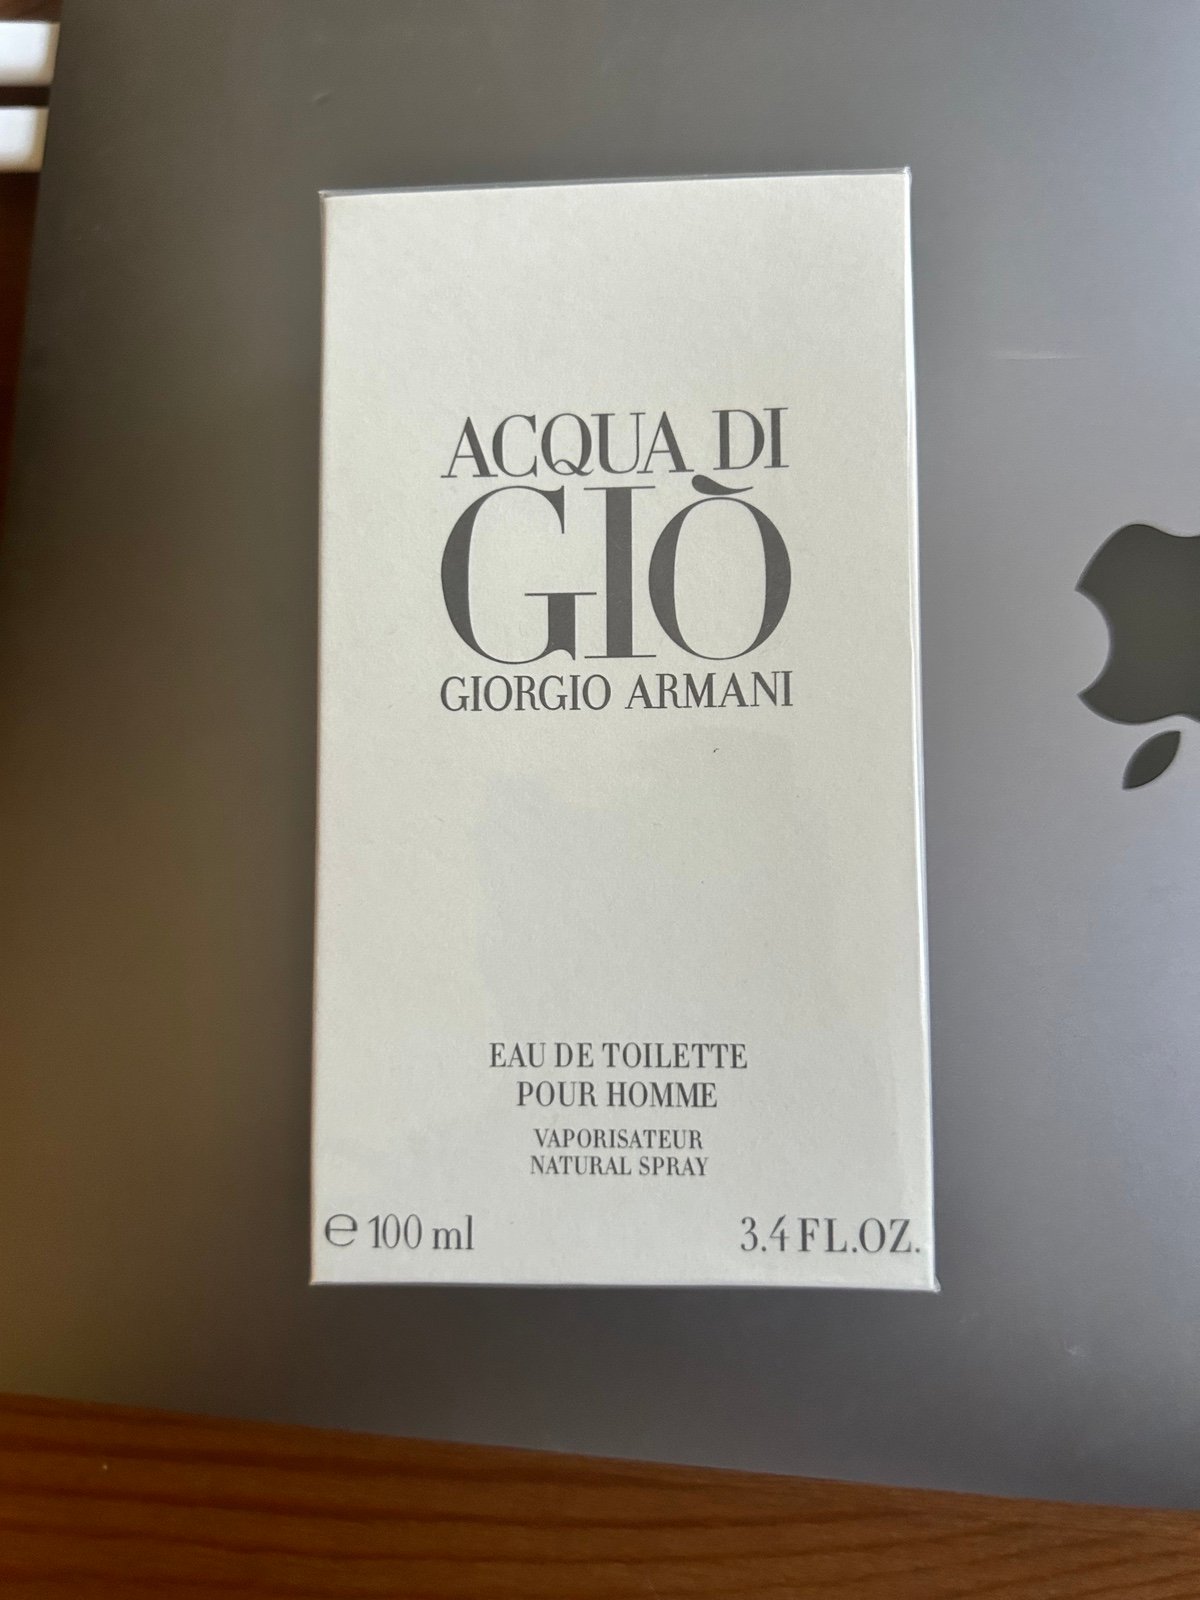 ACQUA DI
GIÒ
GIORGIO ARMANI
EAU DE TOILETTE
POUR HOMME
VAPORISATEUR
NATURAL SPRAY
℮ 100 ml
3.4 FL.OZ.